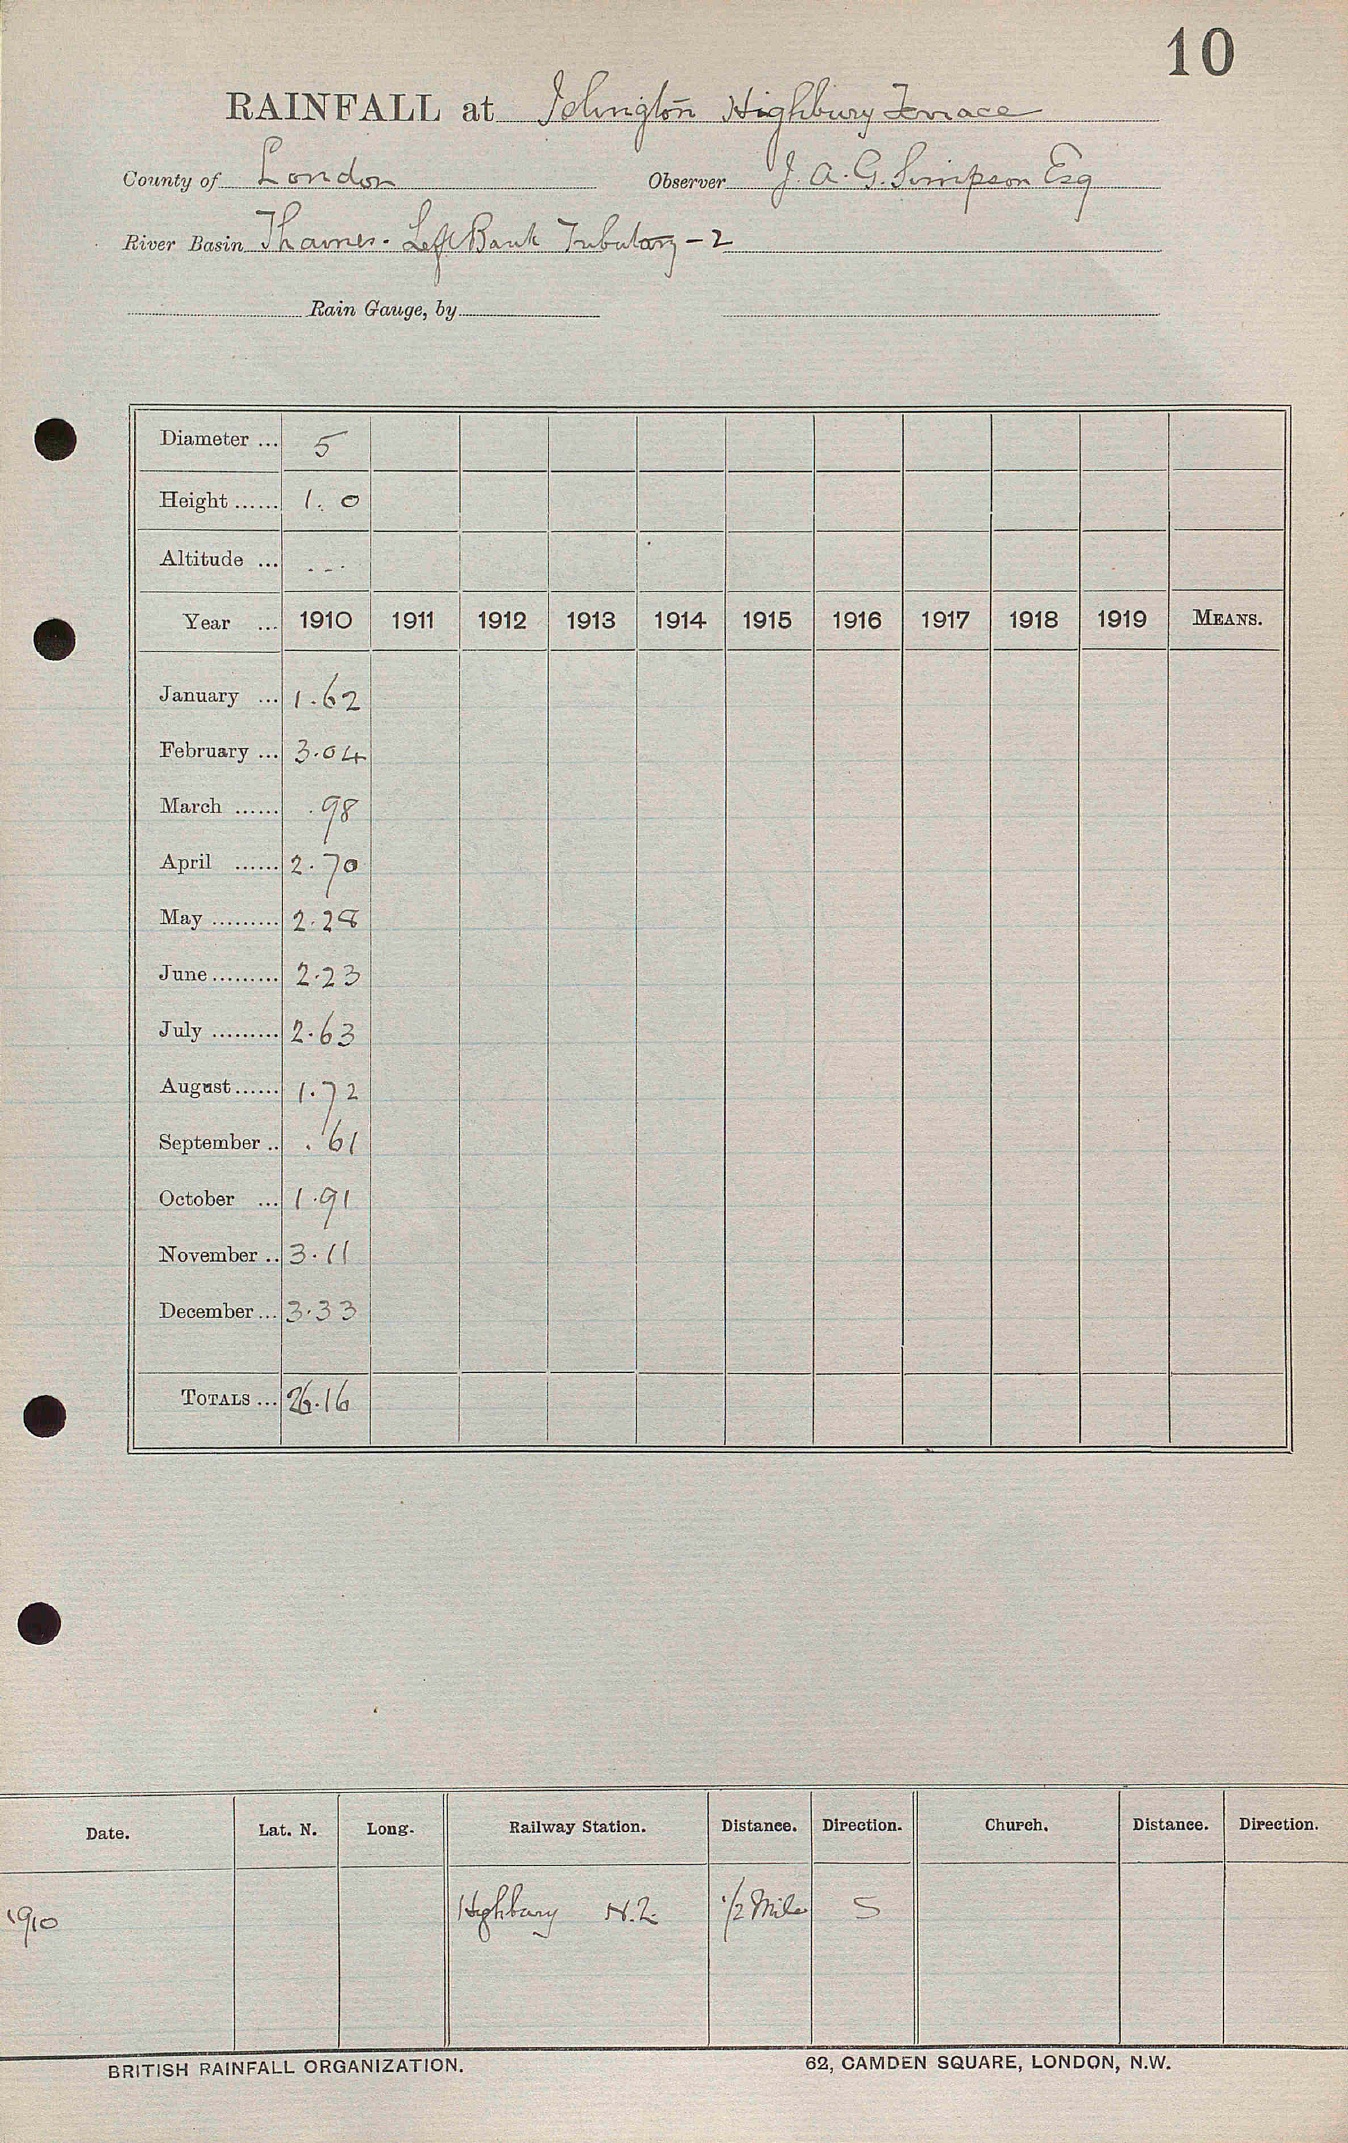 10
RAINFALL at Islington Highbury Terrace
County of London Observer J. A. G. Simpson Esq
River Basin Thames. Left Bank Tributary - 2
Rain Gauge, by
Diameter ... 5
Height ...... 1. 0
Altitude ... ...
Year ... 1910 1911 1912 1913 1914 1915 1916 1917 1918 1919 MEANS.
January ... 1.62
February ... 3.04
March ...... .98
April ...... 2.70
May ......... 2.28
June ......... 2.23
July ......... 2.63
August ...... 1.72
September .. .61
October ... 1.91
November .. 3.11
December ... 3.33
TOTALS ... 26.16
Date. Lat. N. Long. Railway Station. Distance. Direction. Church. Distance. Direction.
1910 Highbury N.L. 1/2 Mile S
BRITISH RAINFALL ORGANIZATION. 62, CAMDEN SQUARE, LONDON, N.W.